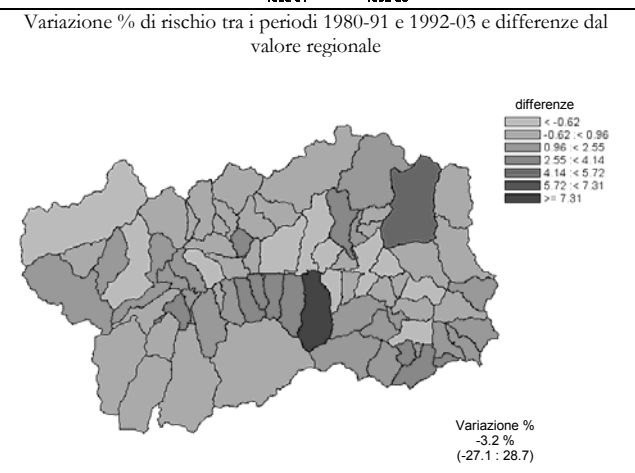 Variazione % di rischio tra i periodi 1980-91 e 1992-03 e differenze dal
valore regionale
differenze
< -0.62
-0.62 :< 0.96
0.96 :< 2.55
2.55 :< 4.14
4.14 :< 5.72
5.72 :< 7.31
>= 7.31
Variazione %
-3.2 %
(-27.1 : 28.7)